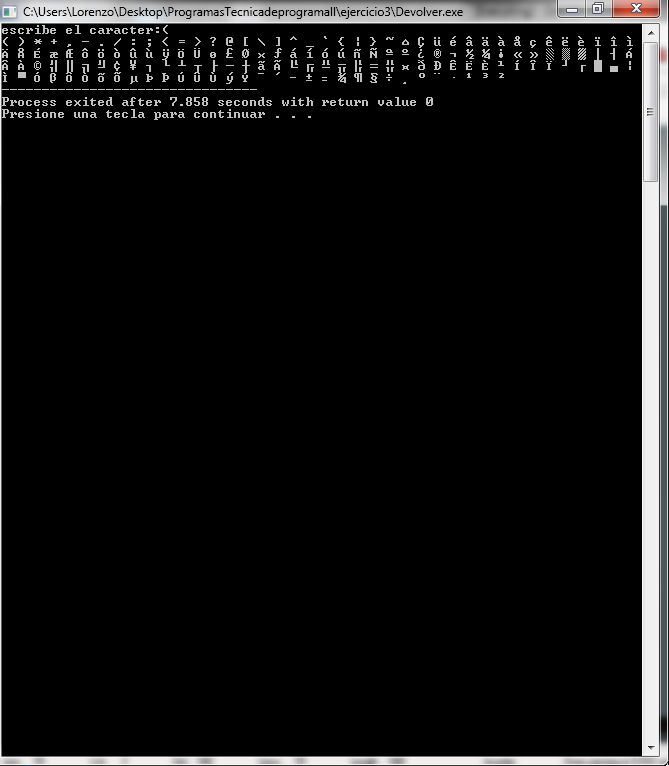 C:\Users\Lorenzo\Desktop\ProgramasTecnicadeprogramaII\ejercicio3\Devolver.exe
escribe el caracter:(
( ) * + , - . / : ; < = > ? @ [ \ ] ^ _ ` { | } ~ ⌂ Ç ü é â ä à å ç ê ë è ï î ì
Ä Å É æ Æ ô ö ò û ù ÿ Ö Ü ø £ Ø × ƒ á í ó ú ñ Ñ ª º ¿ ® ¬ ½ ¼ ¡ « » ░ ▒ ▓ │ ┤ Á
Â À © ╣ ║ ╗ ╝ ¢ ¥ ┐ └ ┴ ┬ ├ ─ ┼ ã Ã ╚ ╔ ╩ ╦ ╠ ═ ╬ ¤ ð Ð Ê Ë È ı Í Î Ï ┘ ┌ █ ▄ ¦
Ì ▀ Ó ß Ô Ò õ Õ µ þ Þ Ú Û Ù ý Ý ¯ ´ - ± ‗ ¾ ¶ § ÷ ¸ ° ¨ · ¹ ³ ²
--------------------------------
Process exited after 7.858 seconds with return value 0
Presione una tecla para continuar . . .